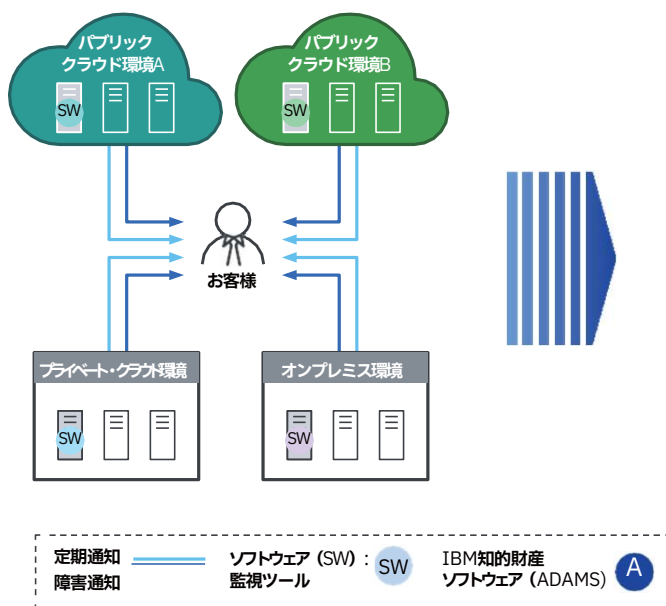 パブリック
クラウド環境A
SW
パブリック
クラウド環境B
SW
お客様
プライベート・クラウド環境
SW
オンプレミス環境
SW
定期通知
障害通知
ソフトウェア (SW) :
監視ツール
SW
IBM知的財産
ソフトウェア (ADAMS)
A